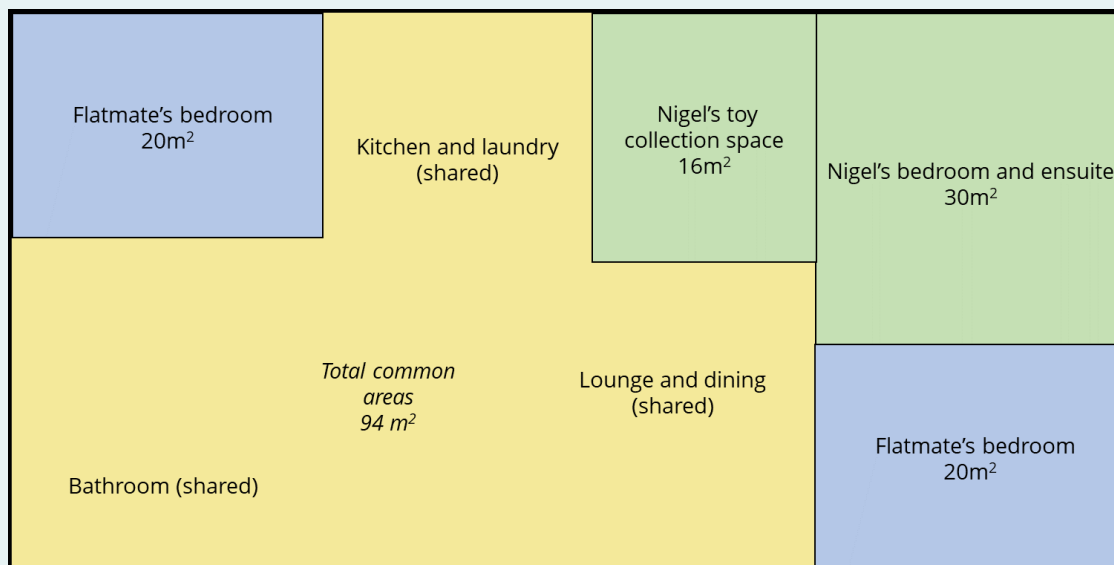 Flatmate's bedroom
20m²
Kitchen and laundry
(shared)
Nigel's toy
collection space
16m²
Nigel's bedroom and ensuite
30m²
Total common
areas
94 m²
Lounge and dining
(shared)
Bathroom (shared)
Flatmate's bedroom
20m²